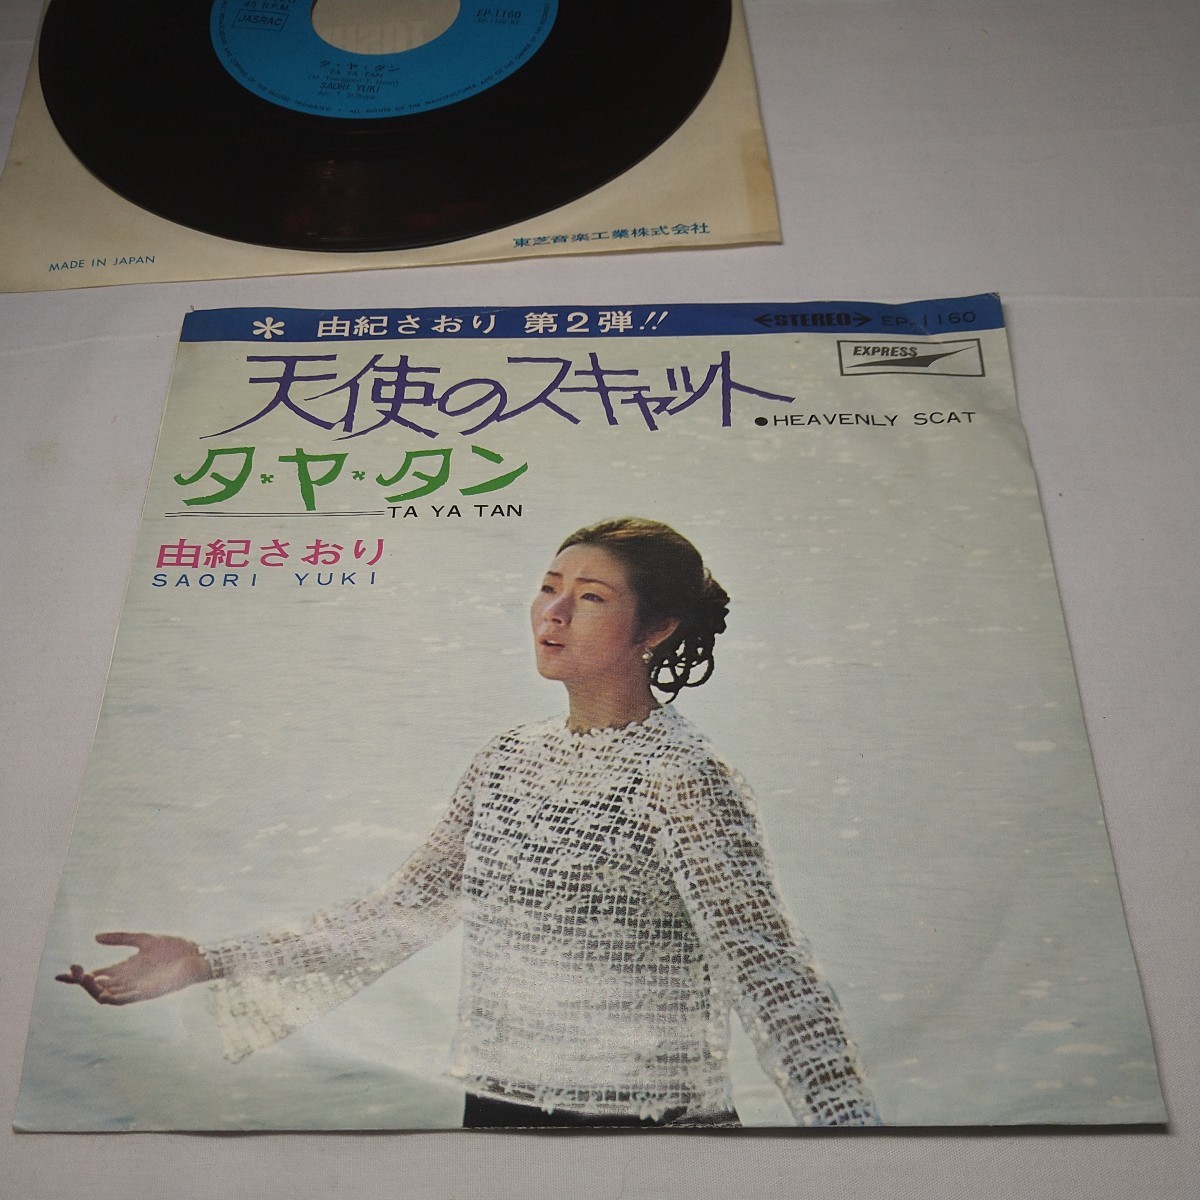 45 R.P.M.
JASRAC
EP-1160
タ・ヤ・タン
TA YA TAN
SAORI YUKI
MADE IN JAPAN
東芝音楽工業株式会社
* 由紀さおり 第2弾!!
STEREO
EP-1160
EXPRESS
天使のスキャット
●HEAVENLY SCAT
タ・ヤ・タン
TA YA TAN
由紀さおり
SAORI YUKI